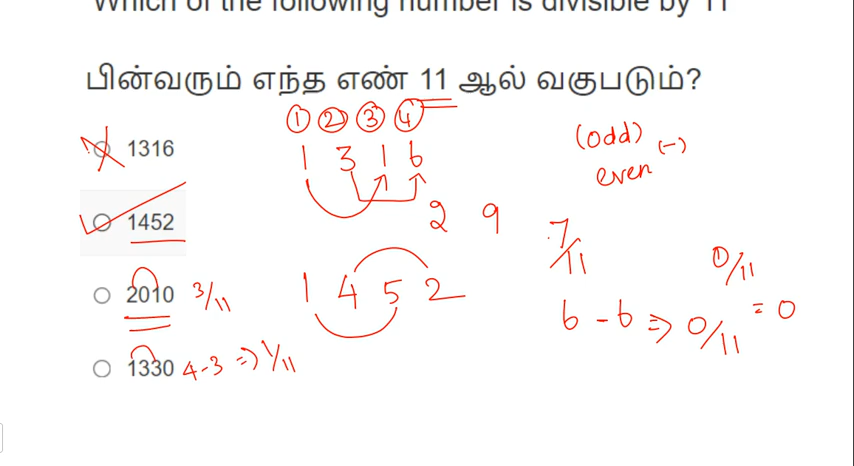 Which of the following number is divisible by 11
பின்வரும் எந்த எண் 11 ஆல் வகுபடும்?
1 2 3 4
1316
1 3 1 6
(odd) (-)
even
1452
2 9
7/11
2010 3/11
1 4 5 2
0/11
6 - 6 => 0/11 = 0
1330 4-3 => 1/11